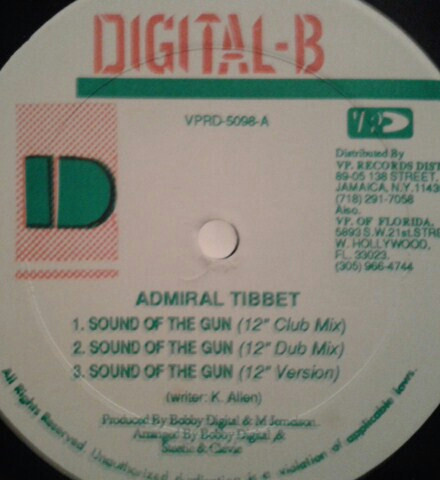 DIGITAL-B
VPRD-5098-A
VP
Distributed By
VP. RECORDS DIST
89-05 138 STREET,
JAMAICA, N.Y. 1143
(718) 291-7058
Also.
VP. OF FLORIDA.
5893 S.W. 21st. STRE
W. HOLLYWOOD,
FL. 33023.
(305) 966-4744
D
ADMIRAL TIBBET
1. SOUND OF THE GUN (12" Club Mix)
2. SOUND OF THE GUN (12" Dub Mix)
3. SOUND OF THE GUN (12" Version)
(writer: K. Allen)
Produced By Bobby Digital & M Jemeison.
Arranged By Bobby Digital &
Steelie & Clevie
All Rights Reserved. Unauthorized duplication is a violation of applicable laws.